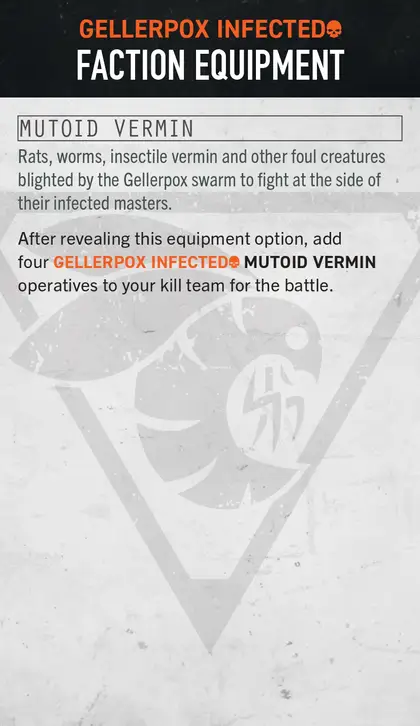 GELLERPOX INFECTED
FACTION EQUIPMENT
MUTOID VERMIN
Rats, worms, insectile vermin and other foul creatures
blighted by the Gellerpox swarm to fight at the side of
their infected masters.
After revealing this equipment option, add
four GELLERPOX INFECTED MUTOID VERMIN
operatives to your kill team for the battle.